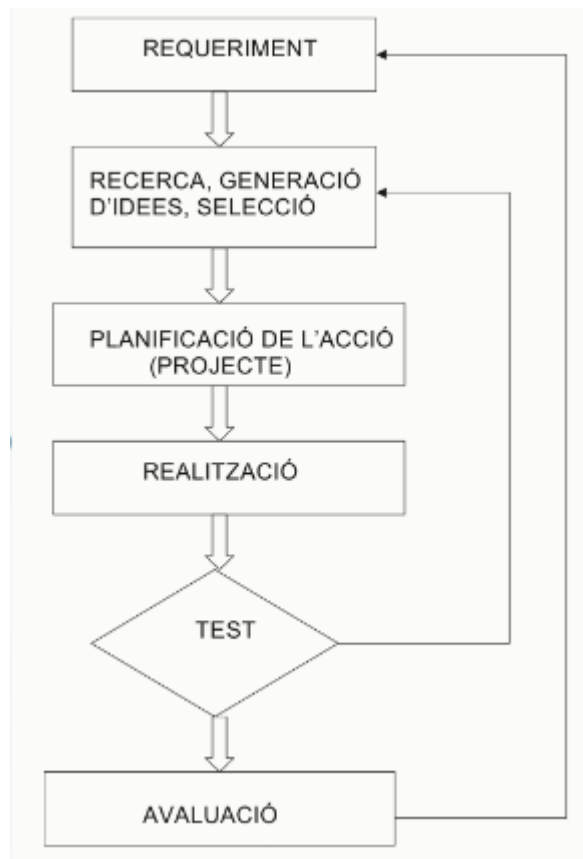 REQUERIMENT
RECERCA, GENERACIÓ
D'IDEES, SELECCIÓ
PLANIFICACIÓ DE L'ACCIÓ
(PROJECTE)
REALITZACIÓ
TEST
AVALUACIÓ